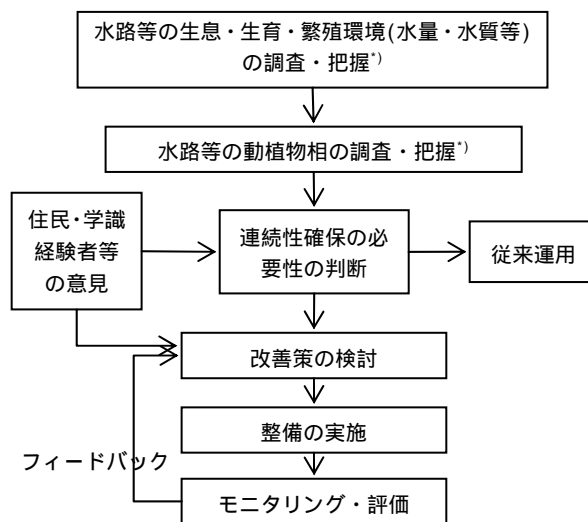 水路等の生息・生育・繁殖環境(水量・水質等)
の調査・把握*)
水路等の動植物相の調査・把握*)
住民・学識
経験者等
の意見
連続性確保の必
要性の判断
従来運用
改善策の検討
整備の実施
フィードバック
モニタリング・評価